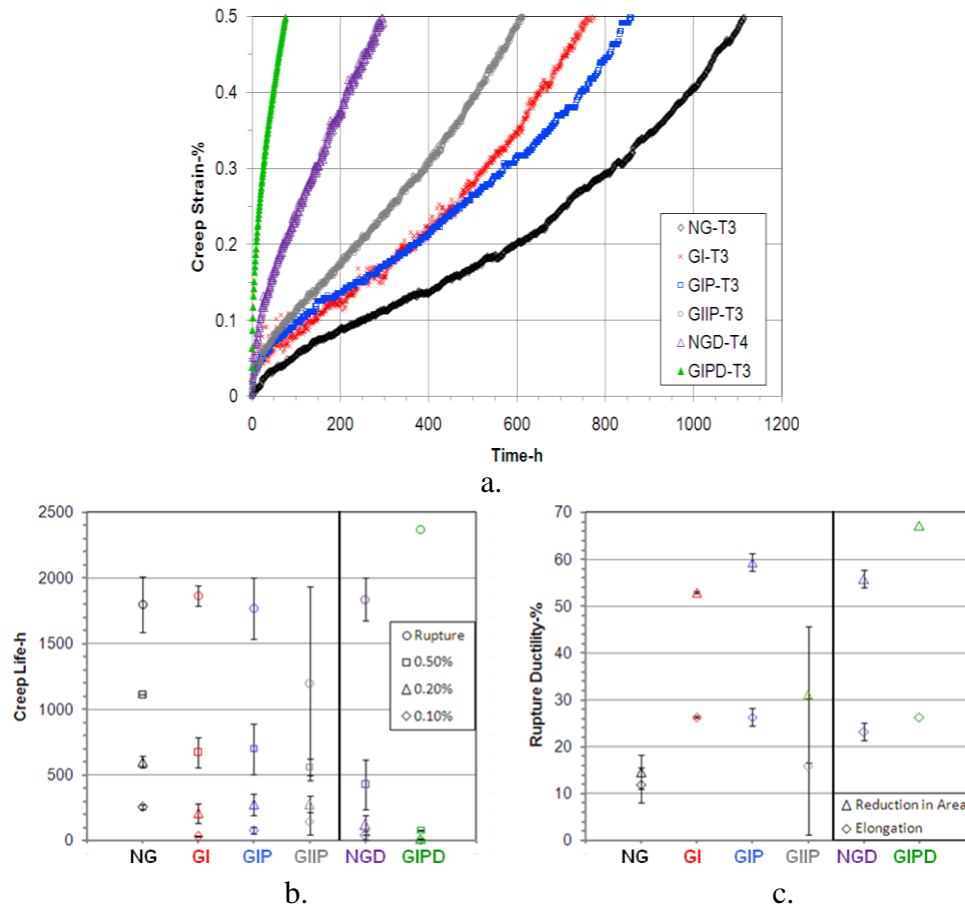 0.5
0.4
0.3
0.2
0.1
0
Creep Strain-%
0 200 400 600 800 1000 1200
Time-h
NG-T3
GI-T3
GIP-T3
GIIP-T3
NGD-T4
GIPD-T3
a.
2500
2000
1500
1000
500
0
Creep Life-h
Rupture
0.50%
0.20%
0.10%
NG GI GIP GIIP NGD GIPD
b.
70
60
50
40
30
20
10
0
Rupture Ductility-%
Reduction in Area
Elongation
NG GI GIP GIIP NGD GIPD
c.